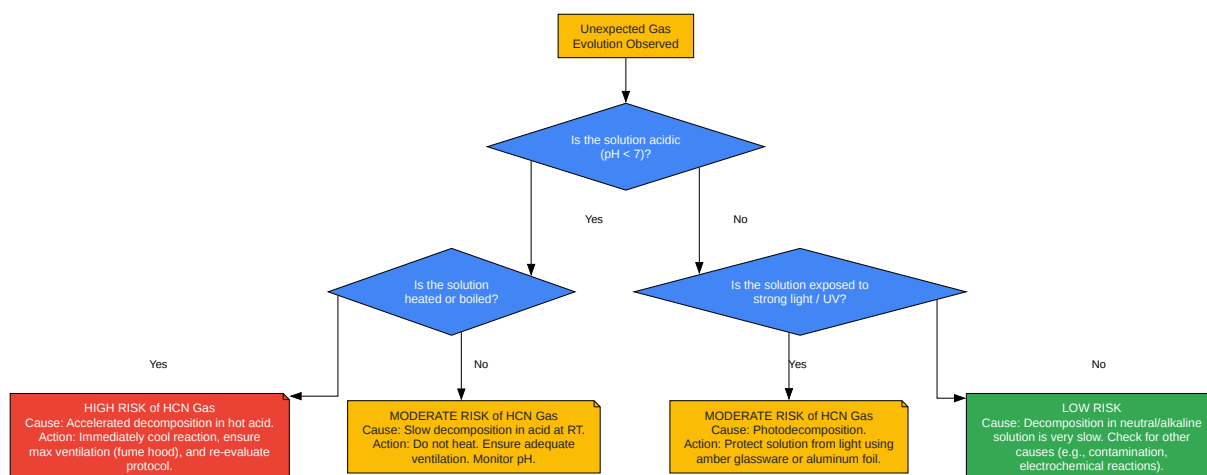 Unexpected Gas
Evolution Observed
Is the solution acidic
(pH < 7)?
Yes
No
Is the solution
heated or boiled?
Is the solution exposed to
strong light / UV?
Yes
No
Yes
No
HIGH RISK of HCN Gas
Cause: Accelerated decomposition in hot acid.
Action: Immediately cool reaction, ensure
max ventilation (fume hood), and re-evaluate
protocol.
MODERATE RISK of HCN Gas
Cause: Slow decomposition in acid at RT.
Action: Do not heat. Ensure adequate
ventilation. Monitor pH.
MODERATE RISK of HCN Gas
Cause: Photodecomposition.
Action: Protect solution from light using
amber glassware or aluminum foil.
LOW RISK
Cause: Decomposition in neutral/alkaline
solution is very slow. Check for other
causes (e.g., contamination,
electrochemical reactions).